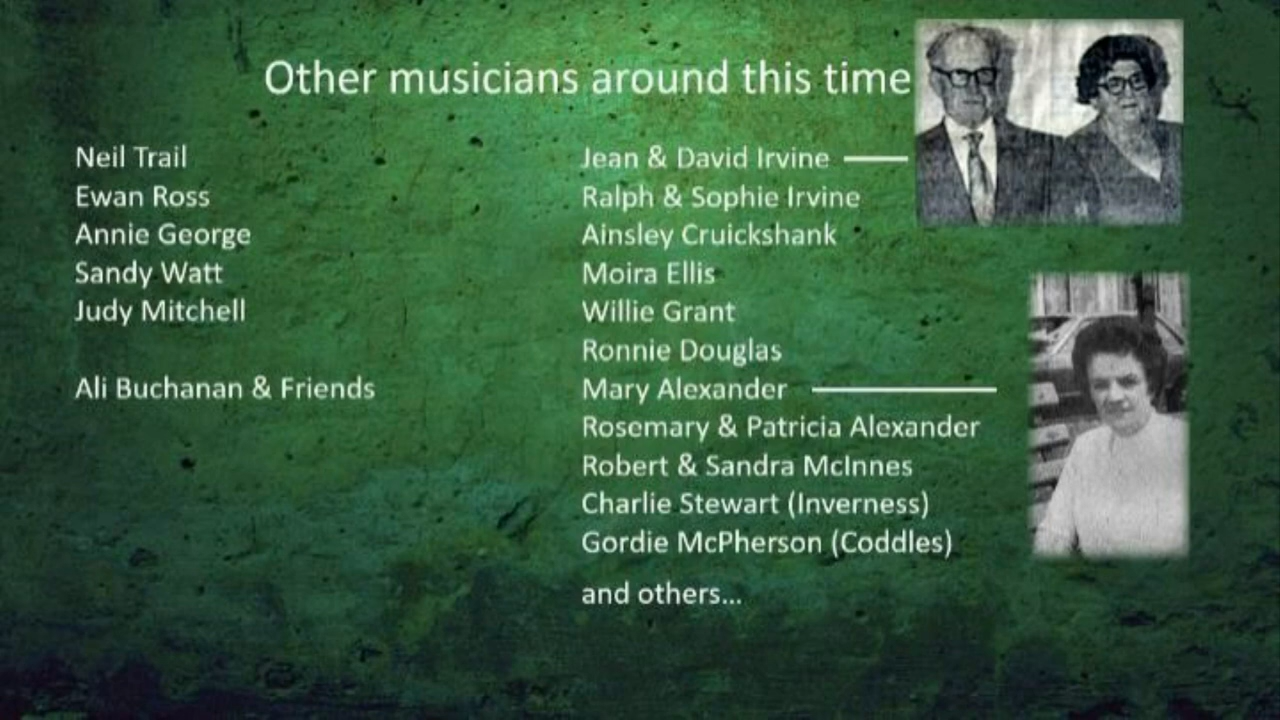 Other musicians around this time
Neil Trail
Ewan Ross
Annie George
Sandy Watt
Judy Mitchell
Ali Buchanan & Friends
Jean & David Irvine
Ralph & Sophie Irvine
Ainsley Cruickshank
Moira Ellis
Willie Grant
Ronnie Douglas
Mary Alexander
Rosemary & Patricia Alexander
Robert & Sandra McInnes
Charlie Stewart (Inverness)
Gordie McPherson (Coddles)
and others...